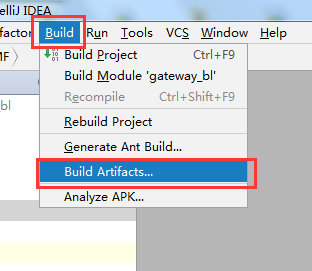 elliJ IDEA
efactor Build Run Tools VCS Window Help
MF
Build Project Ctrl+F9
bl
Build Module 'gateway_bl'
Recompile Ctrl+Shift+F9
Rebuild Project
Generate Ant Build...
Build Artifacts...
Analyze APK...